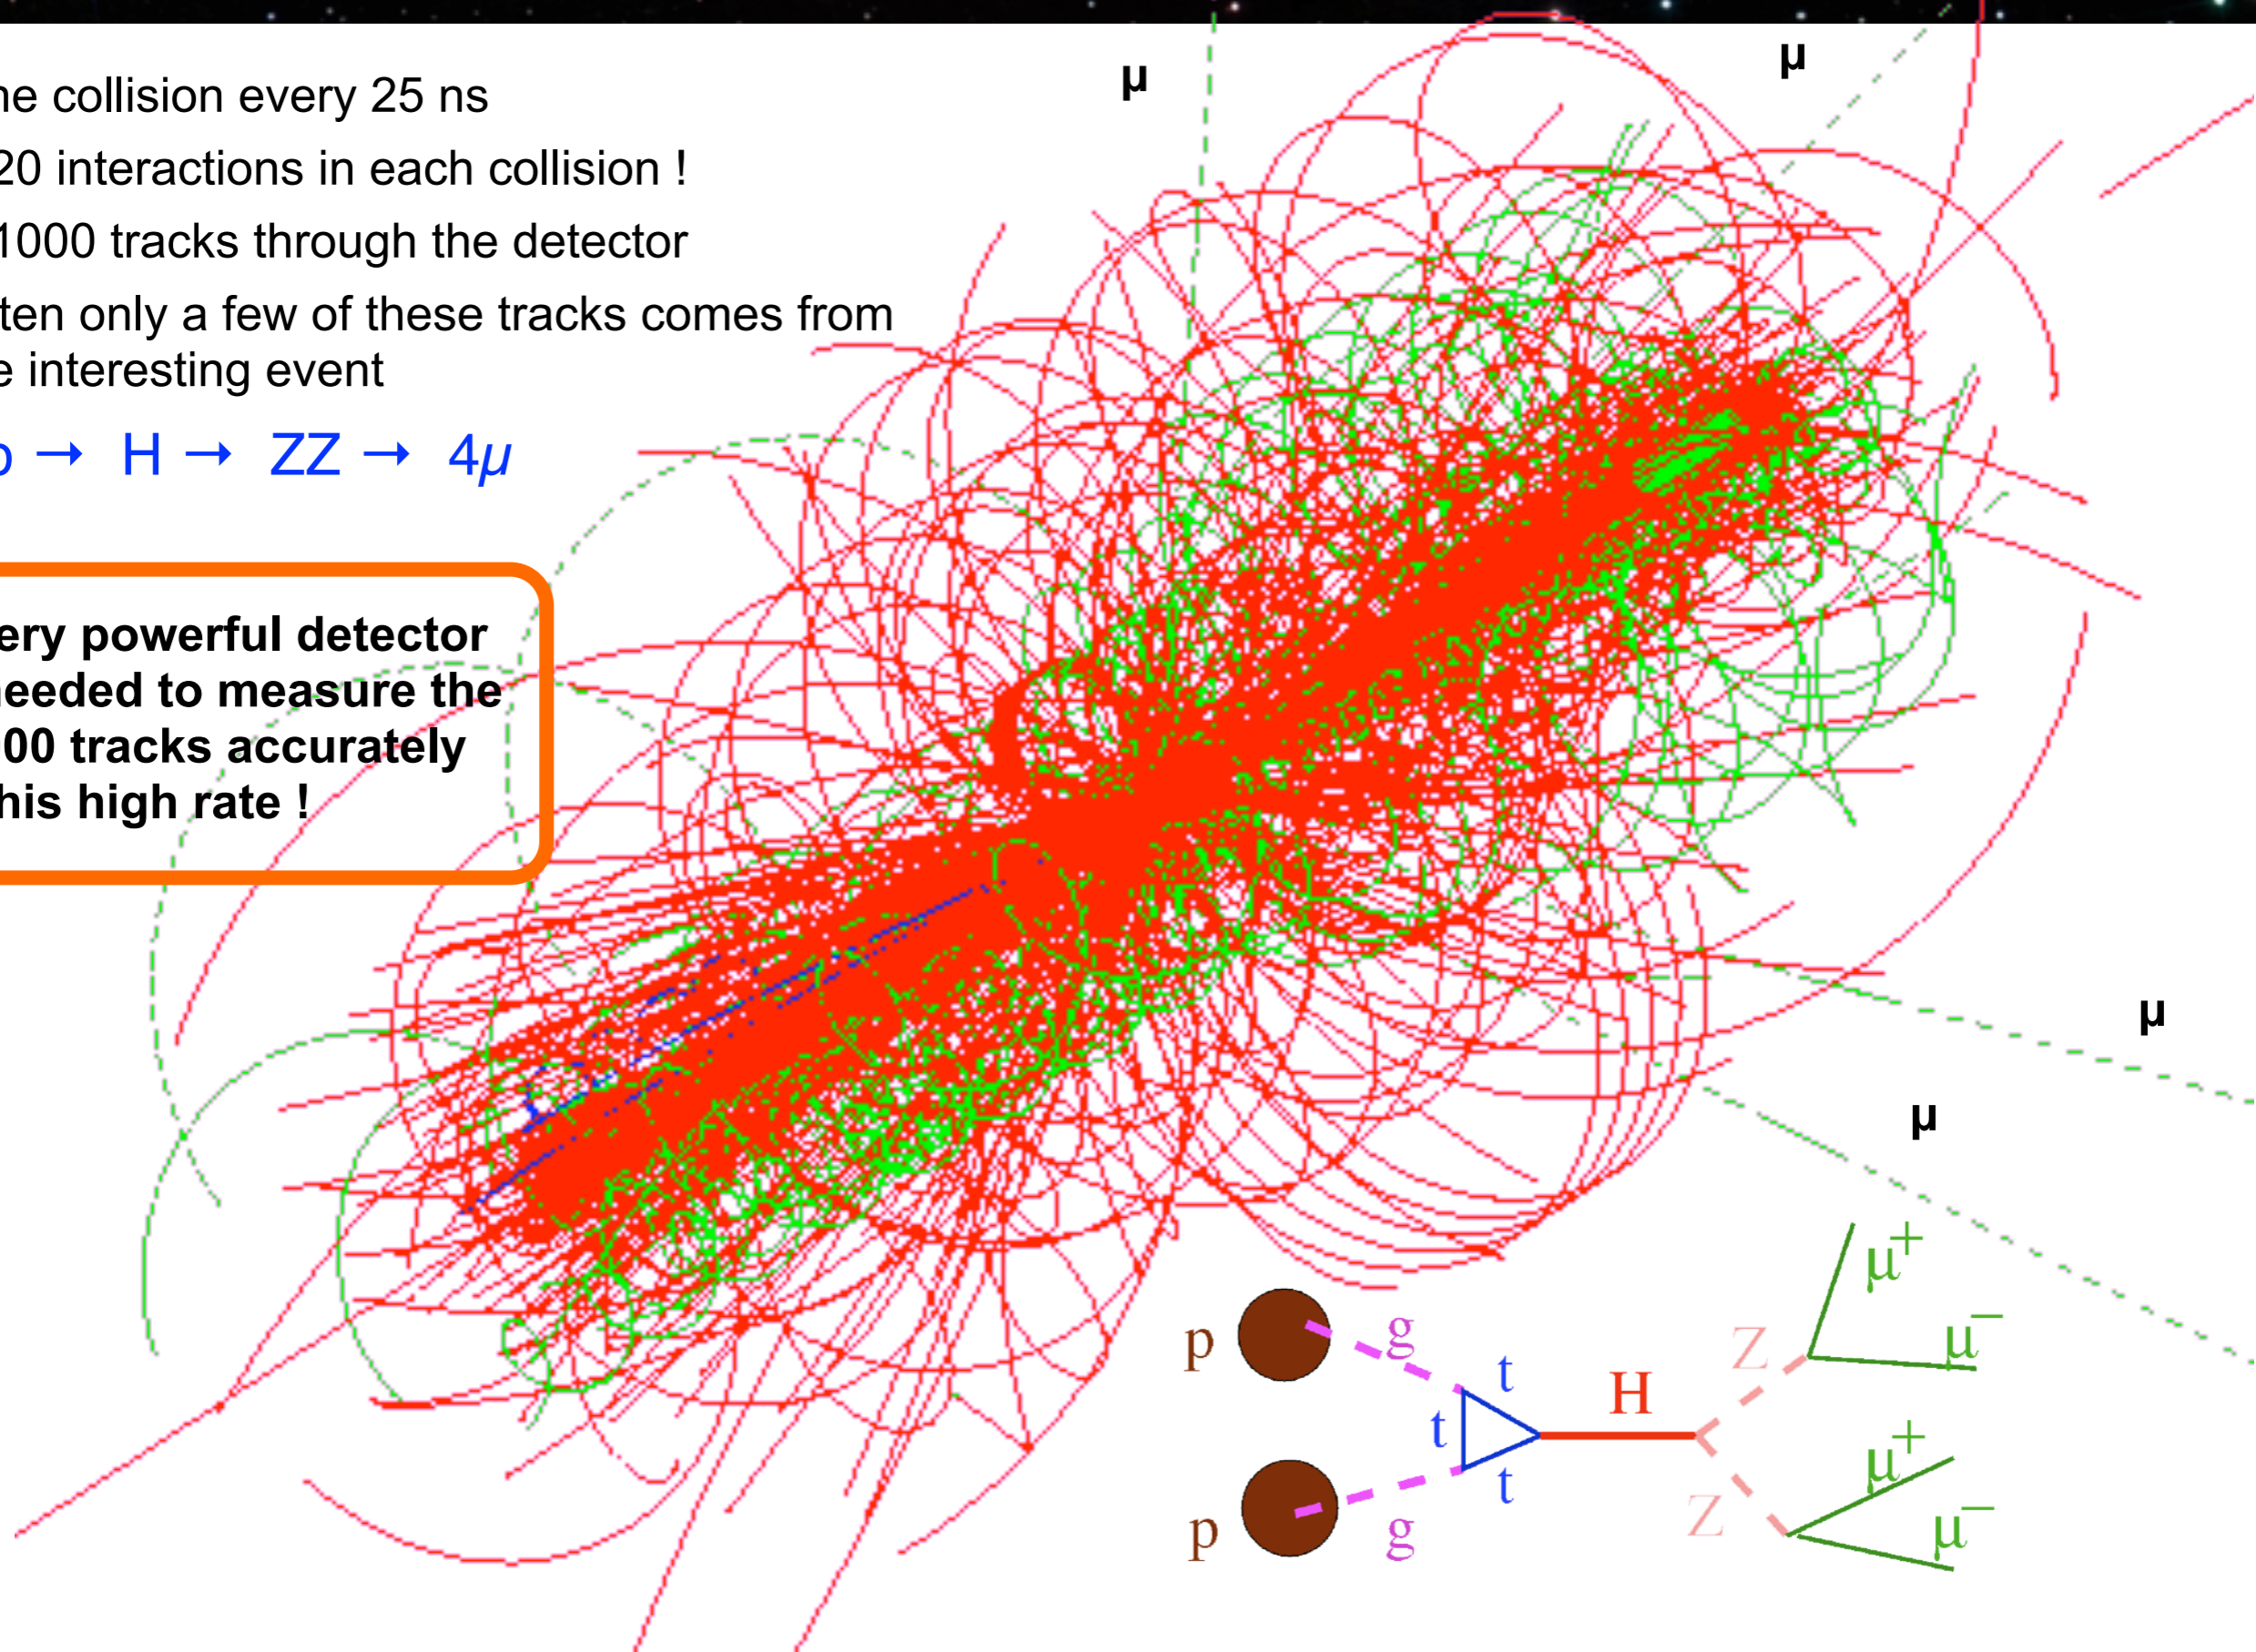 ne collision every 25 ns
20 interactions in each collision !
1000 tracks through the detector
ten only a few of these tracks comes from
e interesting event
p → H → ZZ → 4μ
ery powerful detector
needed to measure the
00 tracks accurately
his high rate !
μ
μ
μ
μ
p g t t t g p
H
Z μ+ μ−
Z μ+ μ−